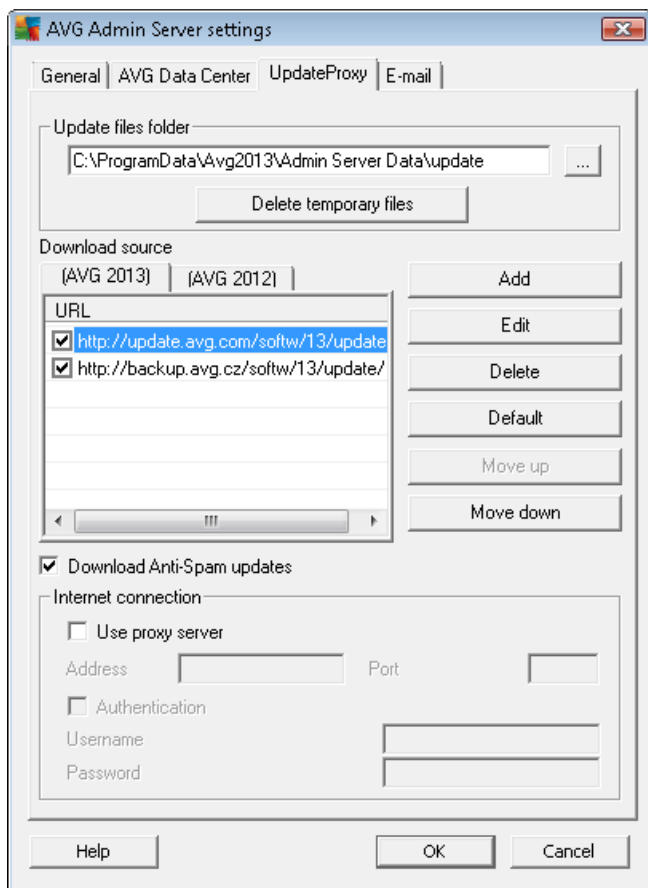 AVG Admin Server settings
General AVG Data Center UpdateProxy E-mail
Update files folder
C:\ProgramData\Avg2013\Admin Server Data\update ...
Delete temporary files
Download source
(AVG 2013) (AVG 2012)
URL
http://update.avg.com/softw/13/update
http://backup.avg.cz/softw/13/update/
Add
Edit
Delete
Default
Move up
Move down
Download Anti-Spam updates
Internet connection
Use proxy server
Address Port
Authentication
Username
Password
Help OK Cancel